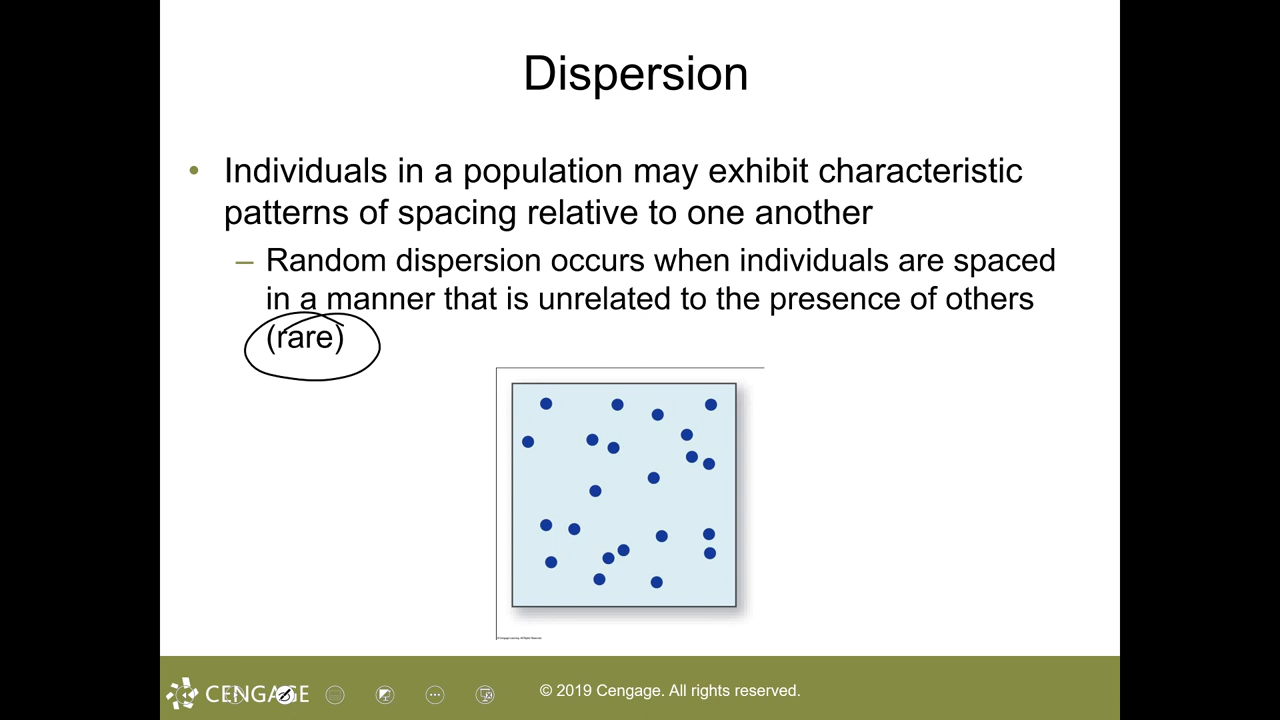 Dispersion
• Individuals in a population may exhibit characteristic
patterns of spacing relative to one another
– Random dispersion occurs when individuals are spaced
in a manner that is unrelated to the presence of others
(rare)
CENGAGE
© 2019 Cengage. All rights reserved.